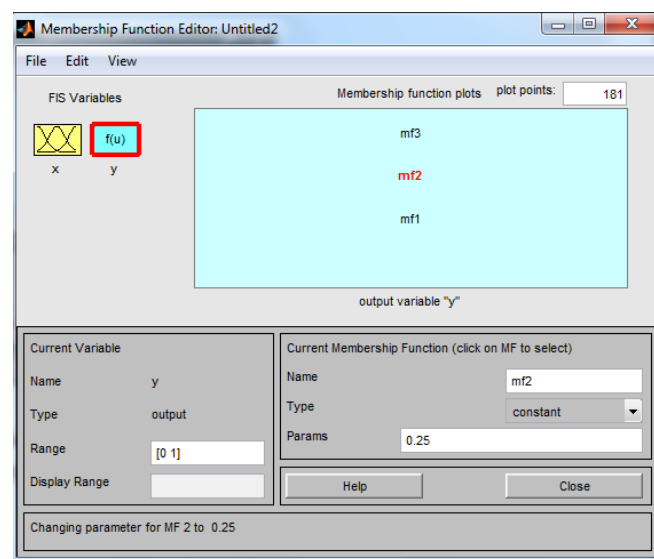 Membership Function Editor: Untitled2
File Edit View
FIS Variables
f(u)
x y
Membership function plots plot points: 181
mf3
mf2
mf1
output variable "y"
Current Variable
Name y
Type output
Range [0 1]
Display Range
Current Membership Function (click on MF to select)
Name mf2
Type constant
Params 0.25
Help Close
Changing parameter for MF 2 to 0.25